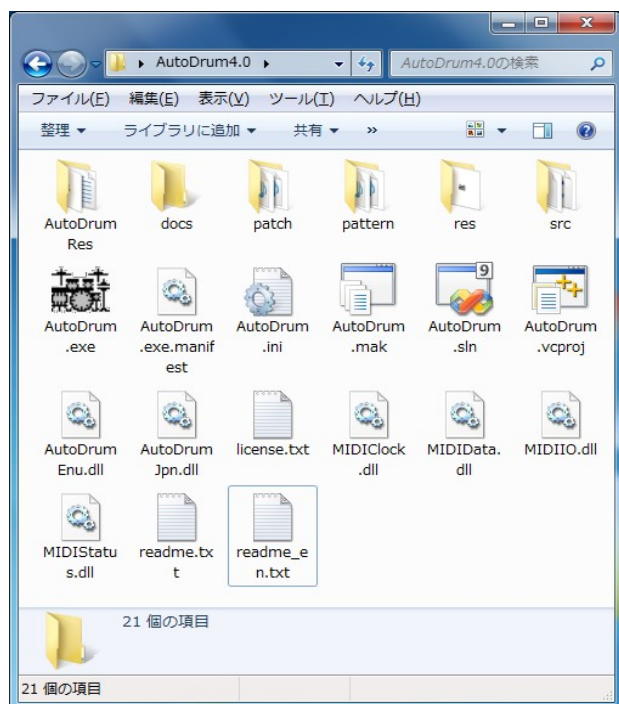 AutoDrum4.0
AutoDrum4.0の検索
ファイル(F) 編集(E) 表示(V) ツール(T) ヘルプ(H)
整理 ライブラリに追加 共有 »
AutoDrum
Res
docs
patch
pattern
res
src
AutoDrum
.exe
AutoDrum
.exe.manif
est
AutoDrum
.ini
AutoDrum
.mak
9
AutoDrum
.sln
AutoDrum
.vcproj
AutoDrum
Enu.dll
AutoDrum
Jpn.dll
license.txt
MIDIClock
.dll
MIDIData.
dll
MIDIIO.dll
MIDIStatu
s.dll
readme.tx
t
readme_e
n.txt
21 個の項目
21 個の項目